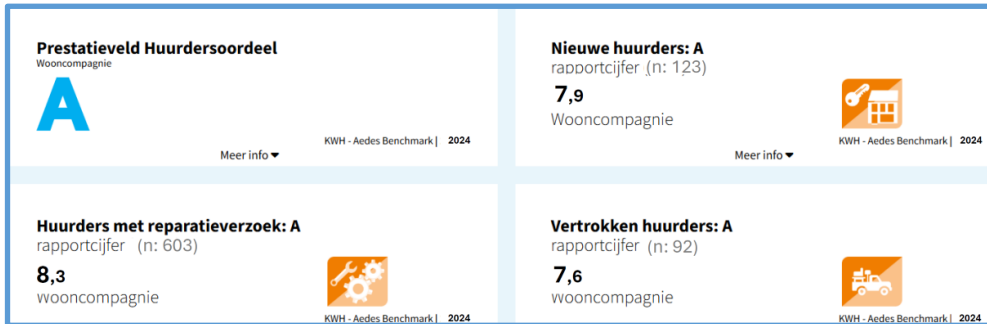 Prestatieveld Huurdersoordeel
Wooncompagnie
A
KWH - Aedes Benchmark | 2024
Meer info
Nieuwe huurders: A
rapportcijfer (n: 123)
7,9
Wooncompagnie
KWH - Aedes Benchmark | 2024
Meer info
Huurders met reparatieverzoek: A
rapportcijfer (n: 603)
8,3
wooncompagnie
KWH - Aedes Benchmark | 2024
Vertrokken huurders: A
rapportcijfer (n: 92)
7,6
wooncompagnie
KWH - Aedes Benchmark | 2024